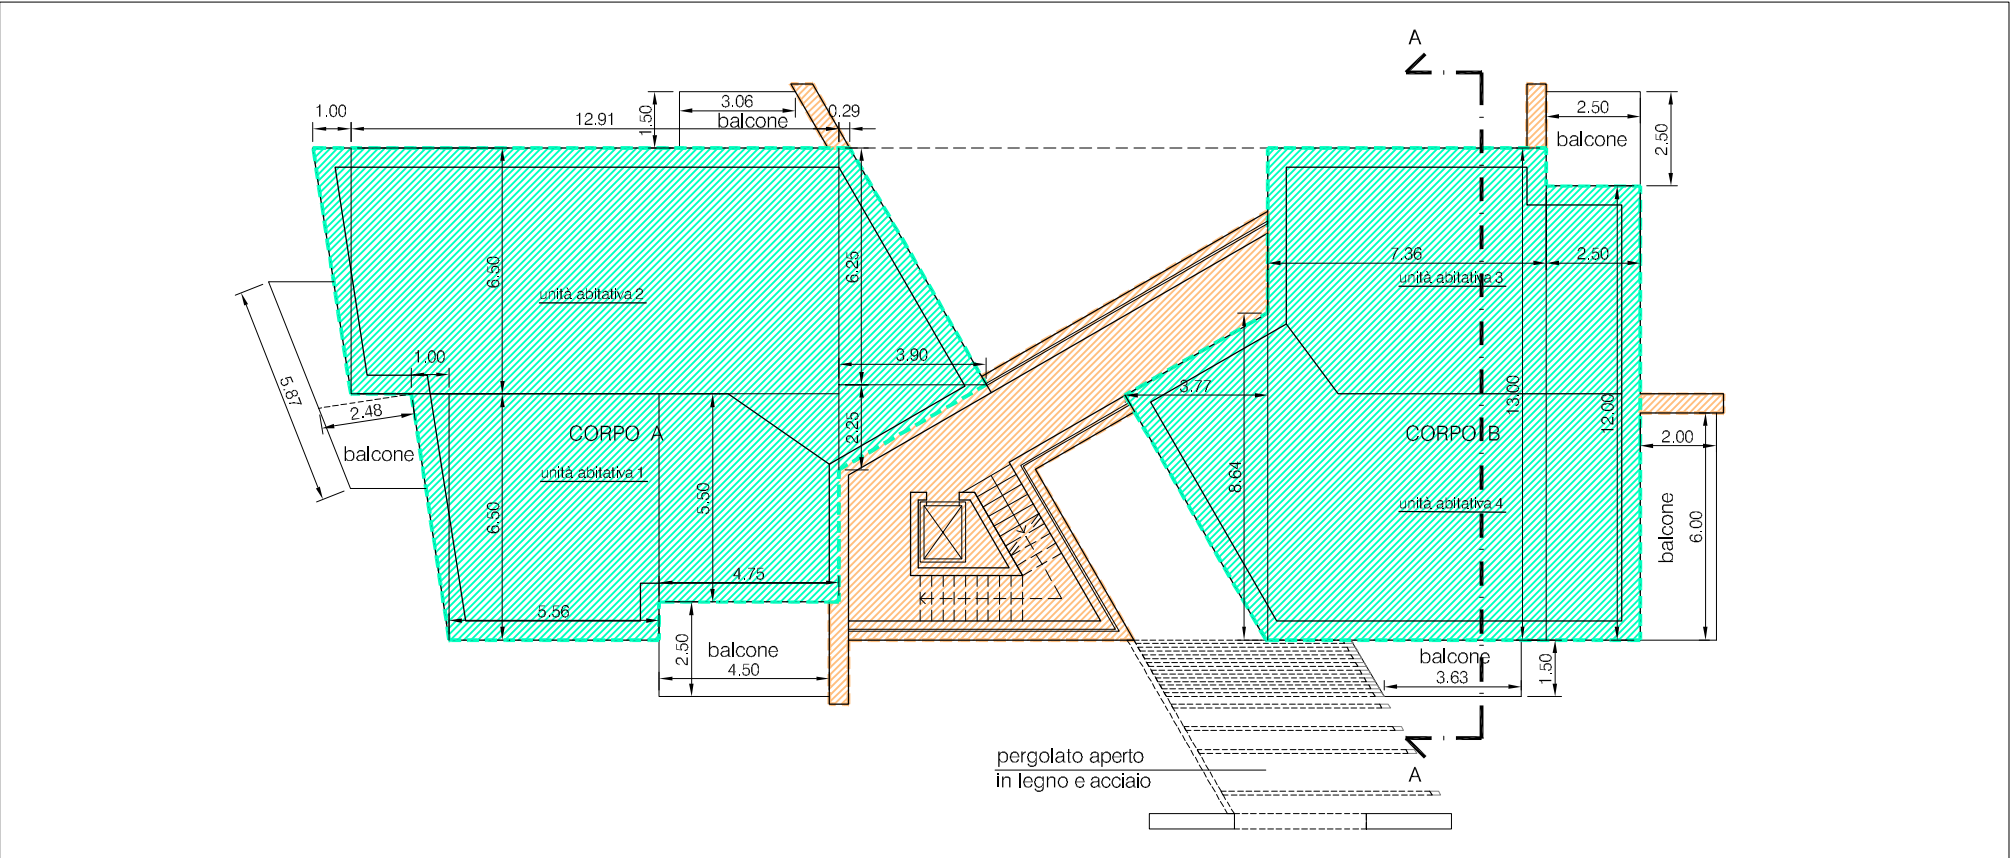 A
1.00
12.91
1.50
3.06
balcone
0.29
2.50
balcone
2.50
6.50
unità abitativa 2
6.25
7.36
2.50
unità abitativa 3
1.00
3.90
3.77
5.87
2.48
balcone
CORPO A
unità abitativa 1
2.25
13.00
12.00
CORPO B
2.00
6.50
5.50
8.64
unità abitativa 4
balcone
6.00
4.75
5.56
2.50
balcone
4.50
balcone
3.63
1.50
pergolato aperto
in legno e acciaio
A